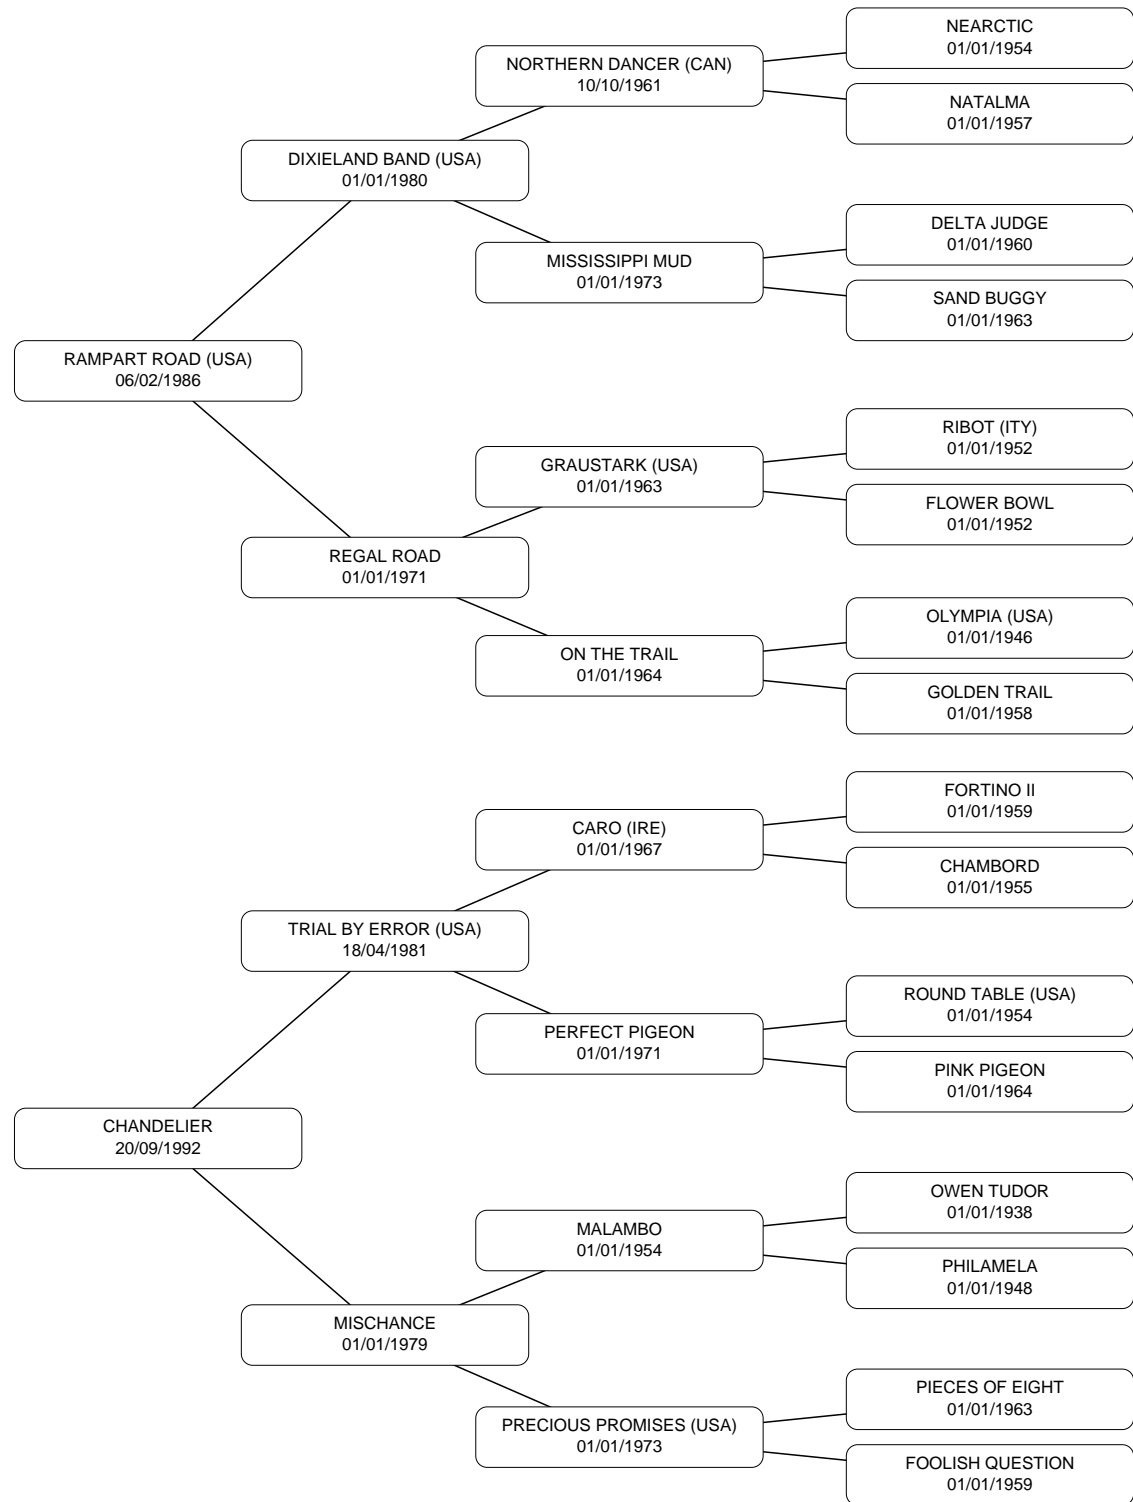 NEARCTIC
01/01/1954
NORTHERN DANCER (CAN)
10/10/1961
NATALMA
01/01/1957
DIXIELAND BAND (USA)
01/01/1980
DELTA JUDGE
01/01/1960
MISSISSIPPI MUD
01/01/1973
SAND BUGGY
01/01/1963
RAMPART ROAD (USA)
06/02/1986
RIBOT (ITY)
01/01/1952
GRAUSTARK (USA)
01/01/1963
FLOWER BOWL
01/01/1952
REGAL ROAD
01/01/1971
OLYMPIA (USA)
01/01/1946
ON THE TRAIL
01/01/1964
GOLDEN TRAIL
01/01/1958
FORTINO II
01/01/1959
CARO (IRE)
01/01/1967
CHAMBORD
01/01/1955
TRIAL BY ERROR (USA)
18/04/1981
ROUND TABLE (USA)
01/01/1954
PERFECT PIGEON
01/01/1971
PINK PIGEON
01/01/1964
CHANDELIER
20/09/1992
OWEN TUDOR
01/01/1938
MALAMBO
01/01/1954
PHILAMELA
01/01/1948
MISCHANCE
01/01/1979
PIECES OF EIGHT
01/01/1963
PRECIOUS PROMISES (USA)
01/01/1973
FOOLISH QUESTION
01/01/1959